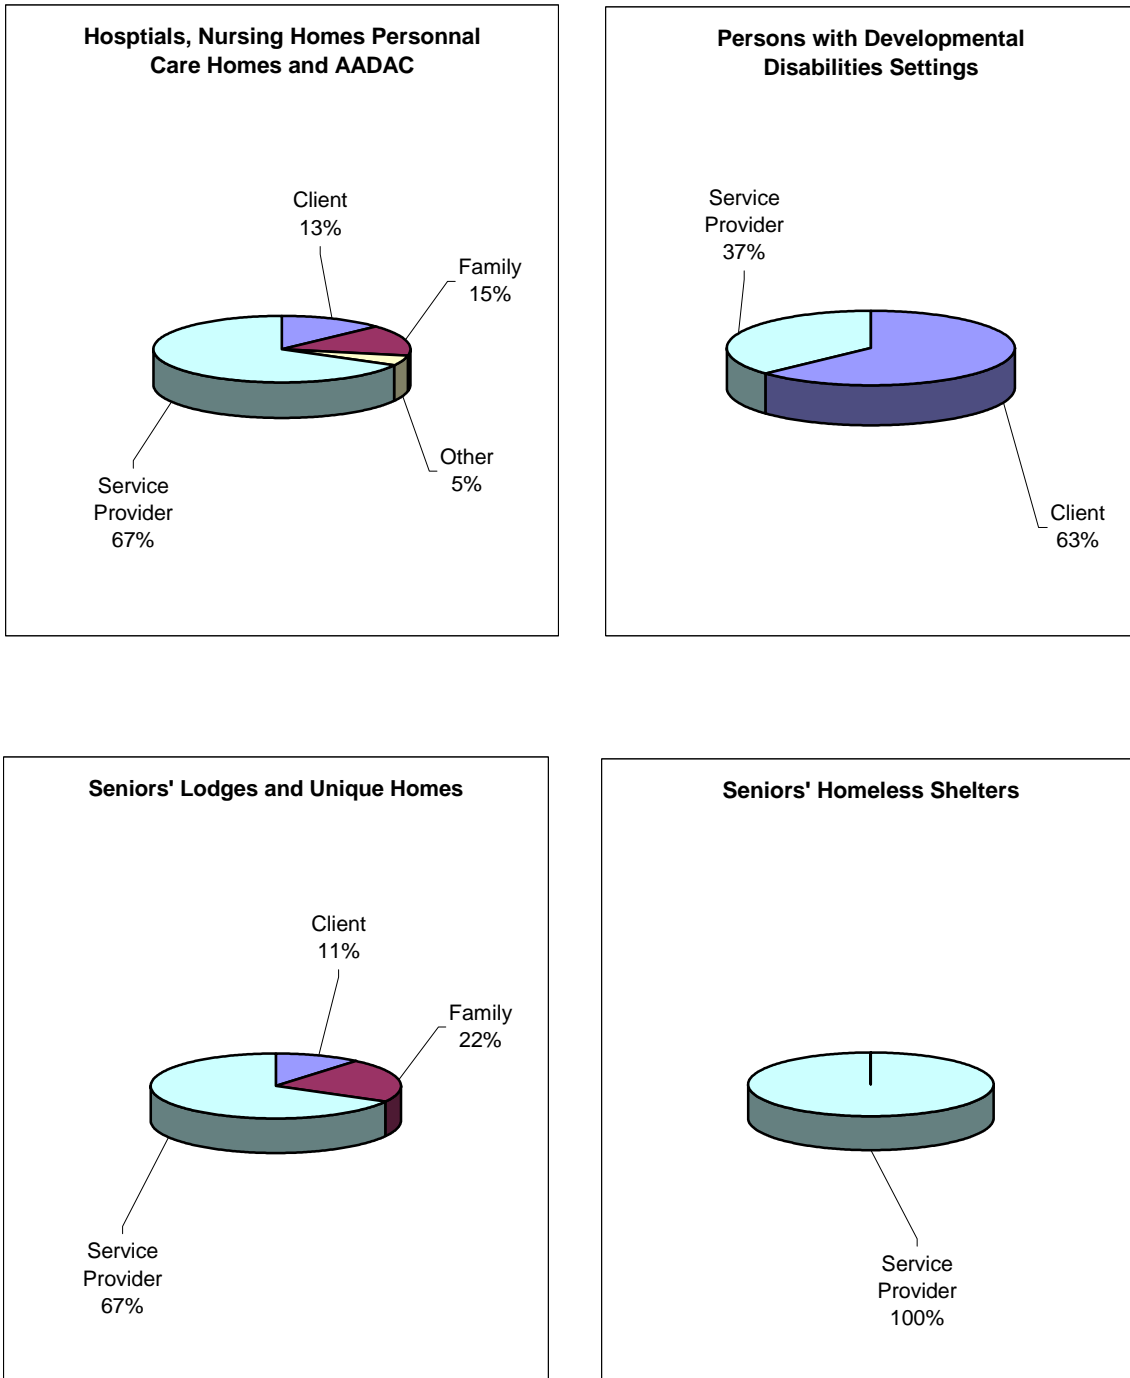 Hosptials, Nursing Homes Personnal
Care Homes and AADAC
Client
13%
Family
15%
Other
5%
Service
Provider
67%
Persons with Developmental
Disabilities Settings
Service
Provider
37%
Client
63%
Seniors' Lodges and Unique Homes
Client
11%
Family
22%
Service
Provider
67%
Seniors' Homeless Shelters
Service
Provider
100%